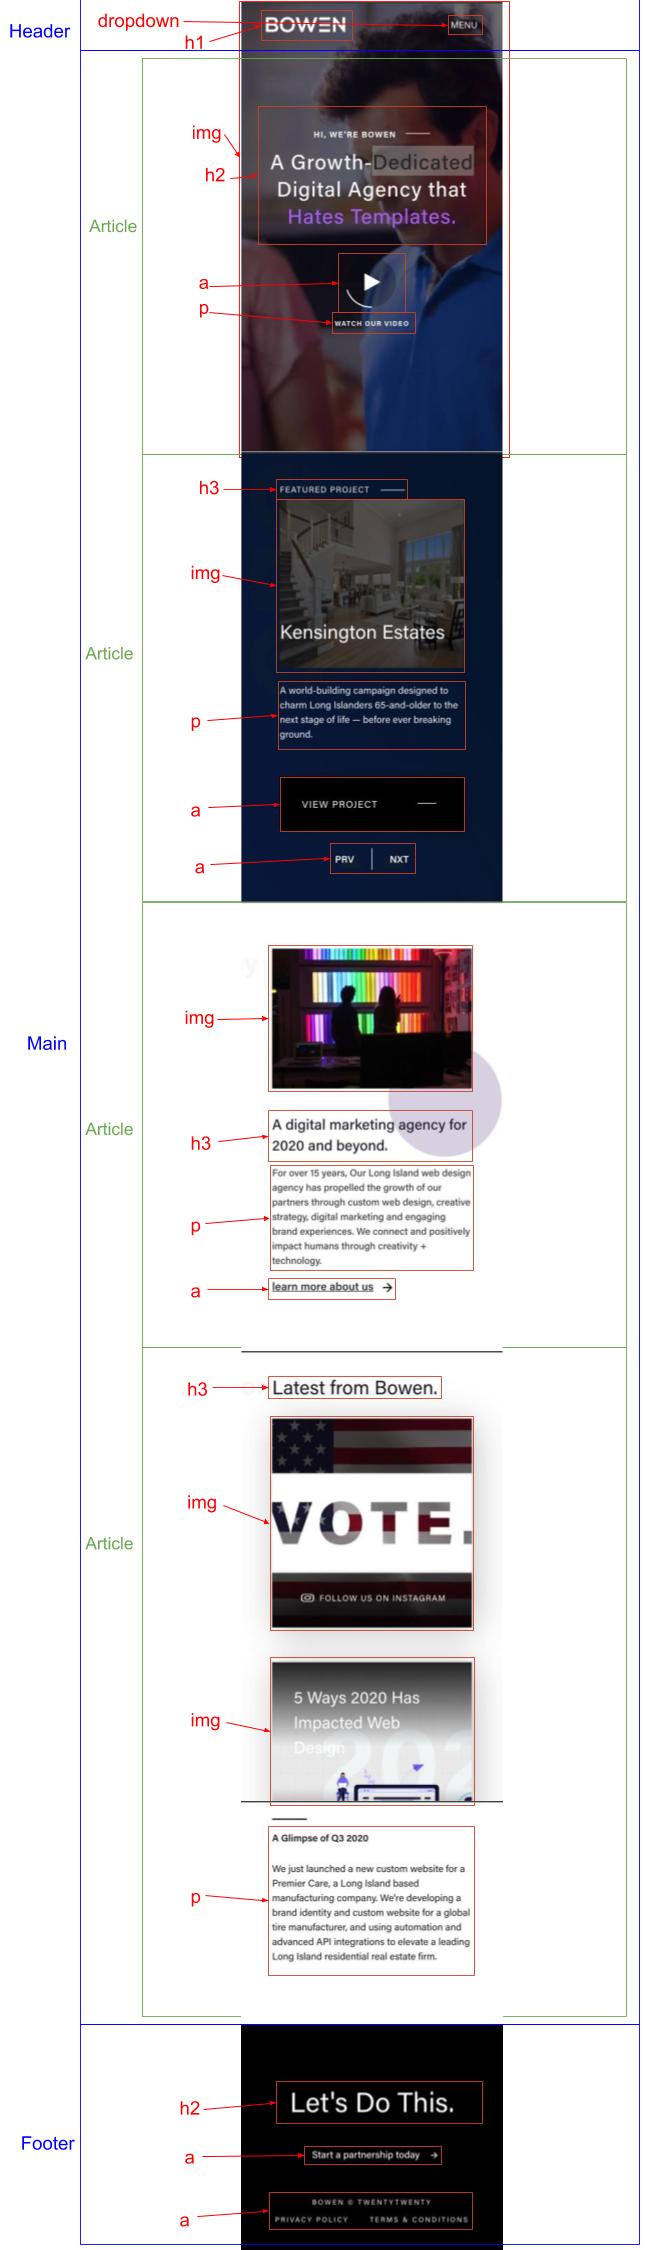 dropdown
Header
h1
BOWEN
MENU
img
HI, WE'RE BOWEN
h2
A Growth-Dedicated
Digital Agency that
Hates Templates.
Article
a
p
WATCH OUR VIDEO
h3
FEATURED PROJECT
img
Kensington Estates
Article
p
A world-building campaign designed to
charm Long Islanders 65-and-older to the
next stage of life — before ever breaking
ground.
a
VIEW PROJECT
a
PRV
NXT
y
img
Main
Article
h3
A digital marketing agency for
2020 and beyond.
p
For over 15 years, Our Long Island web design
agency has propelled the growth of our
partners through custom web design, creative
strategy, digital marketing and engaging
brand experiences. We connect and positively
impact humans through creativity +
technology.
a
learn more about us →
h3
Latest from Bowen.
img
VOTE.
Article
FOLLOW US ON INSTAGRAM
img
5 Ways 2020 Has
Impacted Web
Design
202
A Glimpse of Q3 2020
p
We just launched a new custom website for a
Premier Care, a Long Island based
manufacturing company. We're developing a
brand identity and custom website for a global
tire manufacturer, and using automation and
advanced API integrations to elevate a leading
Long Island residential real estate firm.
h2
Let's Do This.
Footer
a
Start a partnership today →
a
BOWEN © TWENTYTWENTY
PRIVACY POLICY TERMS & CONDITIONS